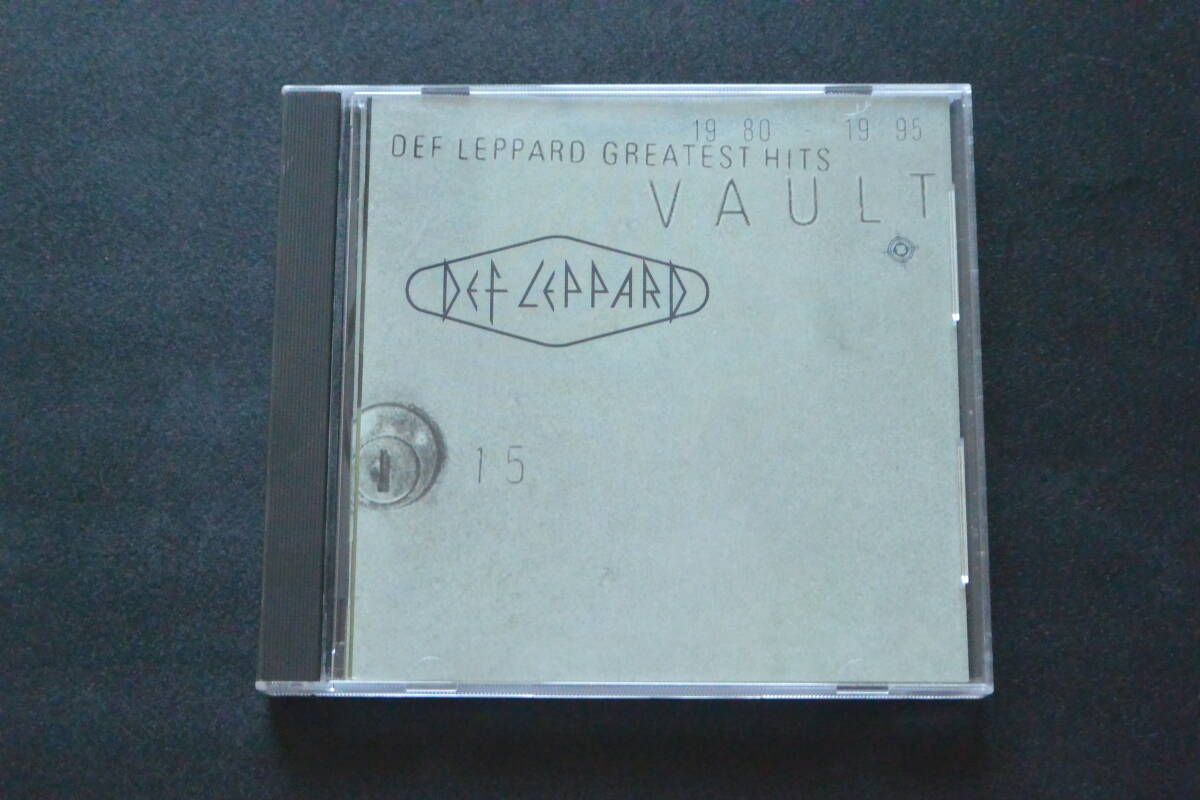 19 80 - 19 95
DEF LEPPARD GREATEST HITS
VAULT
DEF LEPPARD
15